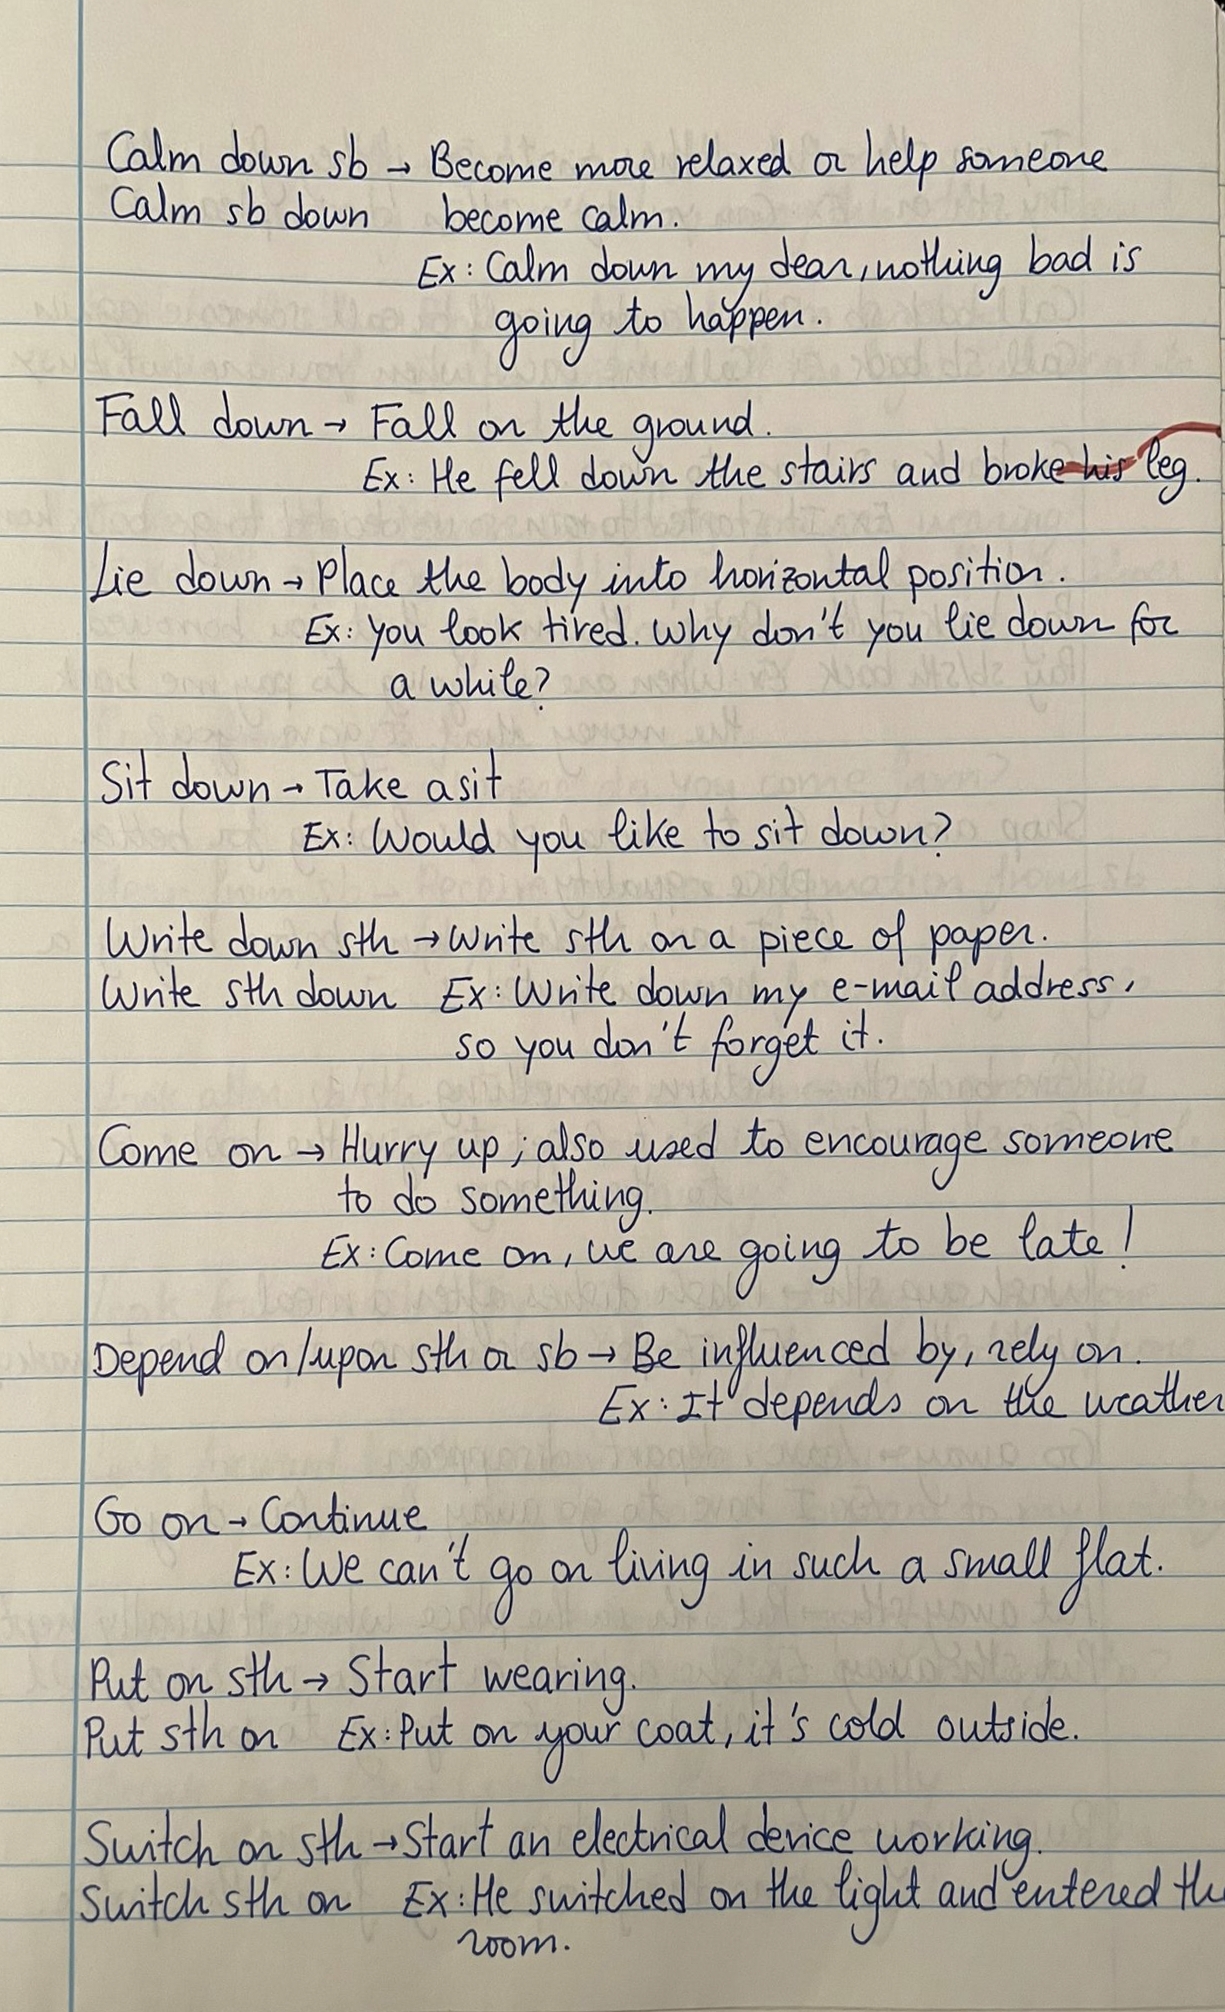 Calm down sb → Become more relaxed or help someone
Calm sb down become calm.
Ex: Calm down my dear, nothing bad is
going to happen.
Fall down → Fall on the ground.
Ex: He fell down the stairs and broke his leg.
Lie down → Place the body into horizontal position.
Ex: You look tired. Why don't you lie down for
a while?
Sit down → Take a sit
Ex: Would you like to sit down?
Write down sth → Write sth on a piece of paper.
Write sth down Ex: Write down my e-mail address,
so you don't forget it.
Come on → Hurry up; also used to encourage someone
to do something.
Ex: Come on, we are going to be late!
Depend on/upon sth or sb → Be influenced by, rely on.
Ex: It depends on the weather
Go on → Continue
Ex: We can't go on living in such a small flat.
Put on sth → Start wearing.
Put sth on Ex: Put on your coat, it's cold outside.
Switch on sth → Start an electrical device working.
Switch sth on Ex: He switched on the light and entered th
room.